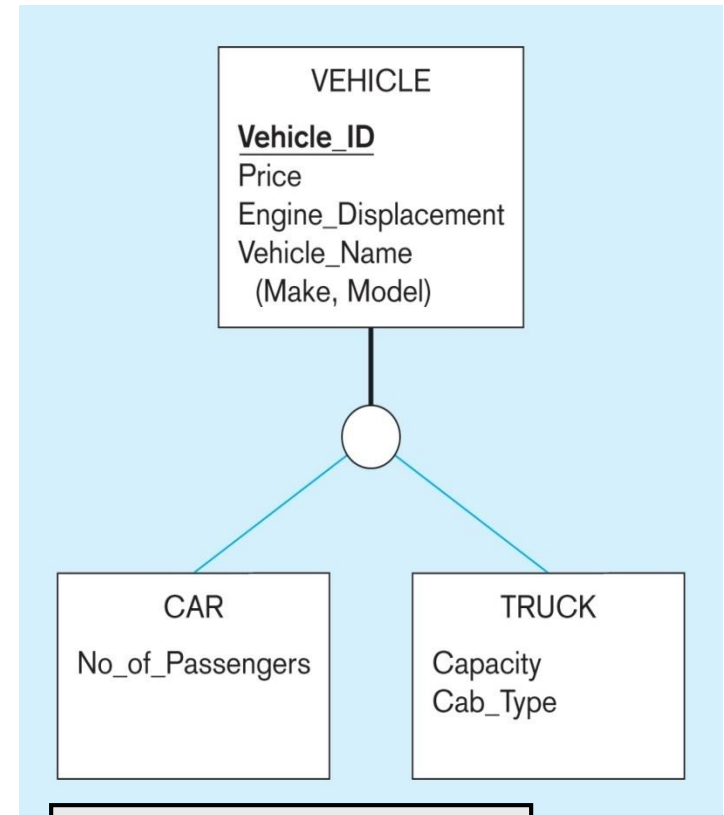 VEHICLE
Vehicle_ID
Price
Engine_Displacement
Vehicle_Name
(Make, Model)
CAR
No_of_Passengers
TRUCK
Capacity
Cab_Type